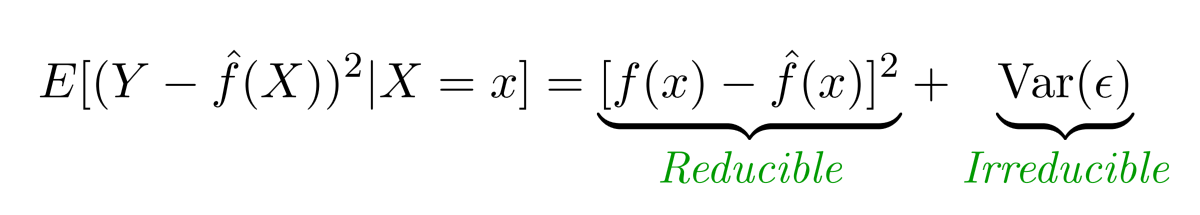 E[(Y − f̂(X))²|X = x] = [f(x) − f̂(x)]² + Var(ϵ)
Reducible Irreducible